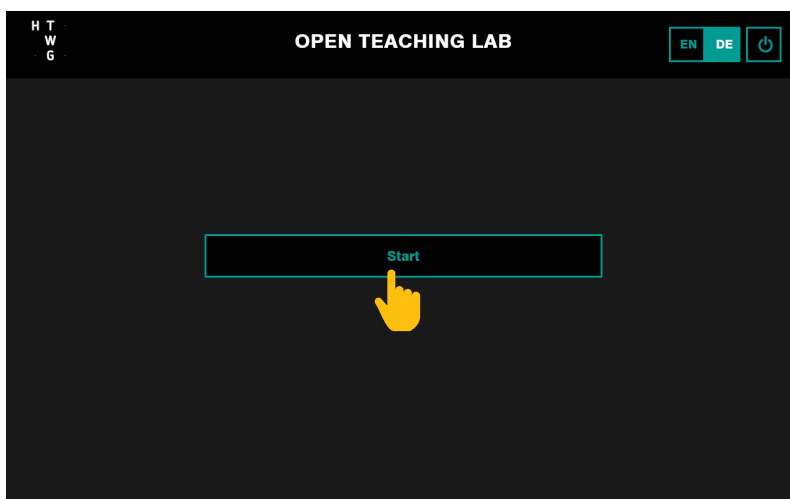 H T
W
G
OPEN TEACHING LAB
EN DE
Start